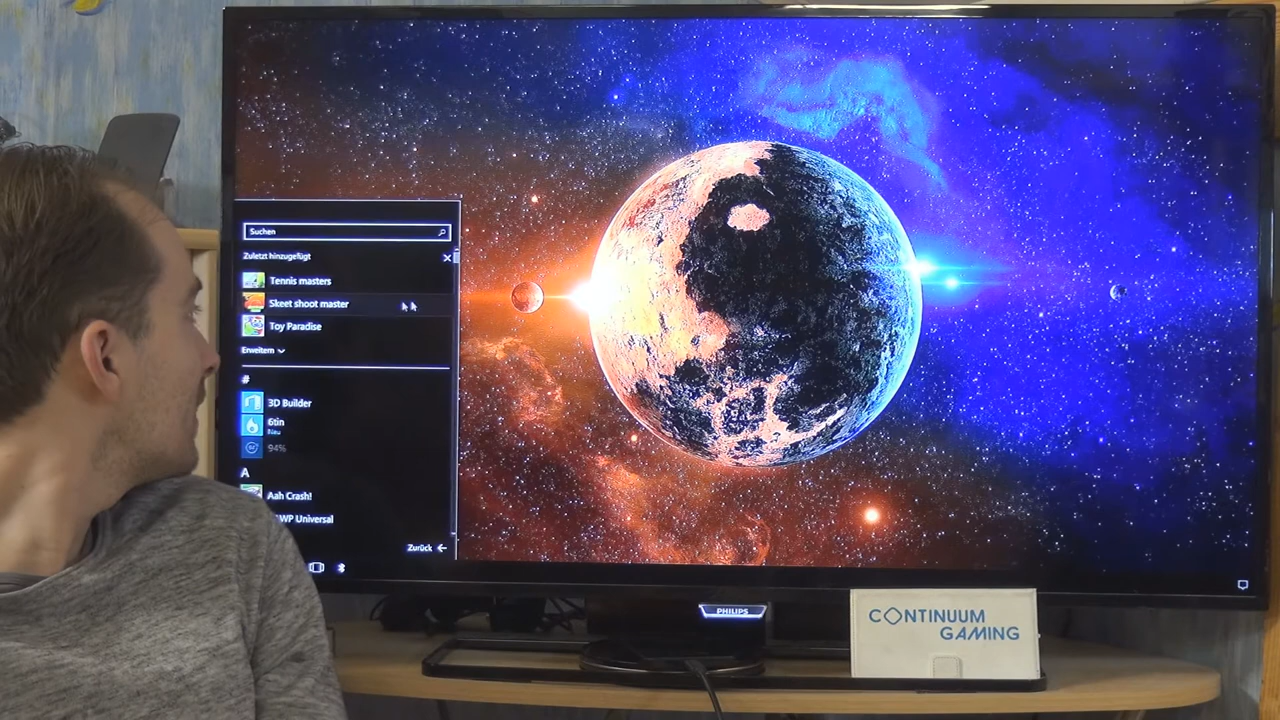 Suchen
Zuletzt hinzugefügt
Tennis masters
Skeet shoot master
Toy Paradise
Erweitern
#
3D Builder
6tin
Neu
94%
A
Aah Crash!
WP Universal
Zurück
PHILIPS
CONTINUUM
GAMING